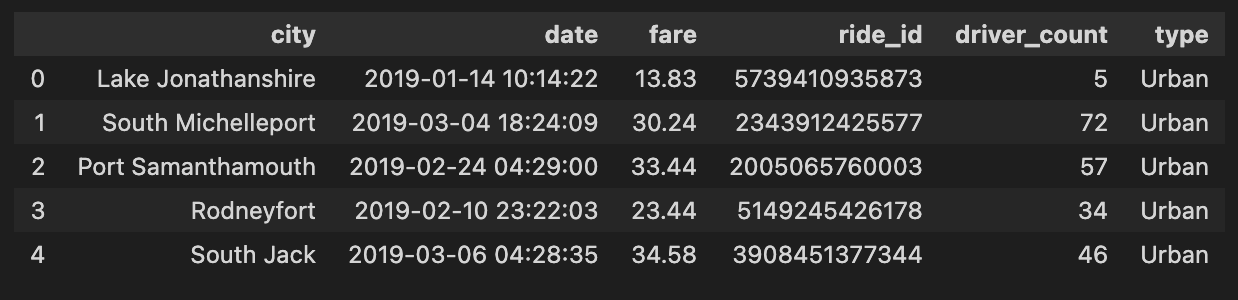 city date fare ride_id driver_count type
0 Lake Jonathanshire 2019-01-14 10:14:22 13.83 5739410935873 5 Urban
1 South Michelleport 2019-03-04 18:24:09 30.24 2343912425577 72 Urban
2 Port Samanthamouth 2019-02-24 04:29:00 33.44 2005065760003 57 Urban
3 Rodneyfort 2019-02-10 23:22:03 23.44 5149245426178 34 Urban
4 South Jack 2019-03-06 04:28:35 34.58 3908451377344 46 Urban